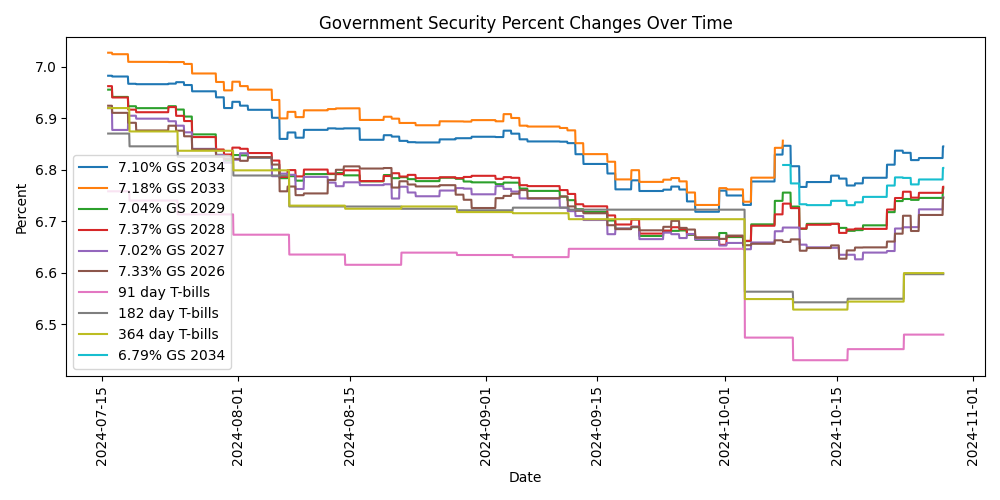 Government Security Percent Changes Over Time
Percent
7.0
6.9
6.8
6.7
6.6
6.5
7.10% GS 2034
7.18% GS 2033
7.04% GS 2029
7.37% GS 2028
7.02% GS 2027
7.33% GS 2026
91 day T-bills
182 day T-bills
364 day T-bills
6.79% GS 2034
2024-07-15
2024-08-01
2024-08-15
2024-09-01
2024-09-15
2024-10-01
2024-10-15
2024-11-01
Date